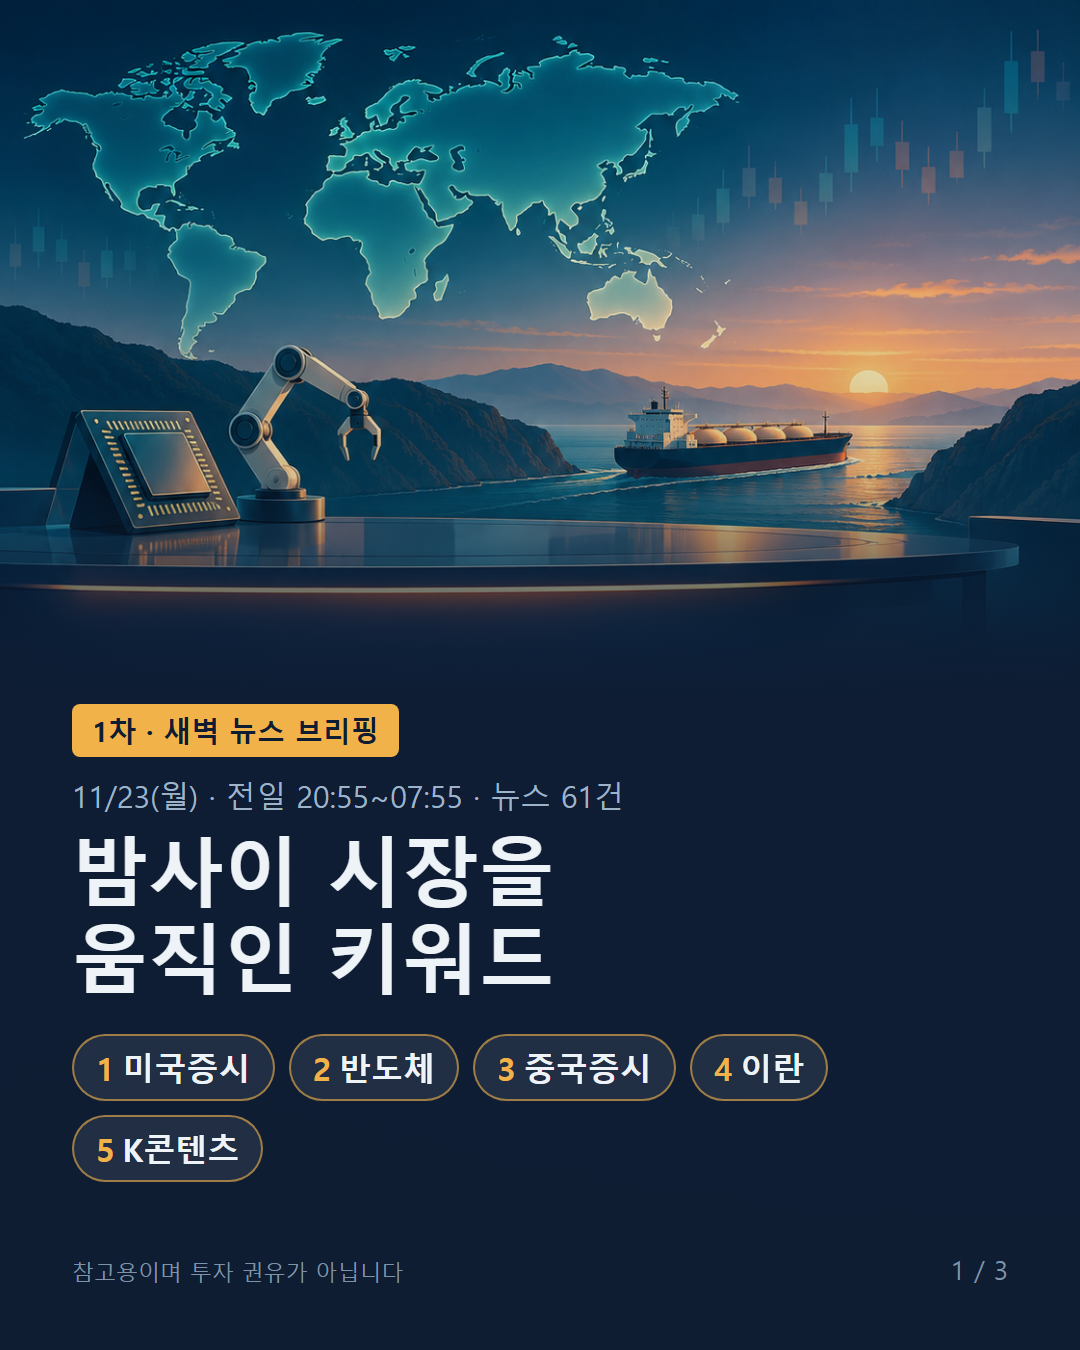 1차 · 새벽 뉴스 브리핑
11/23(월) · 전일 20:55~07:55 · 뉴스 61건
밤사이 시장을
움직인 키워드
1 미국증시 2 반도체 3 중국증시 4 이란
5 K콘텐츠
참고용이며 투자 권유가 아닙니다 1 / 3